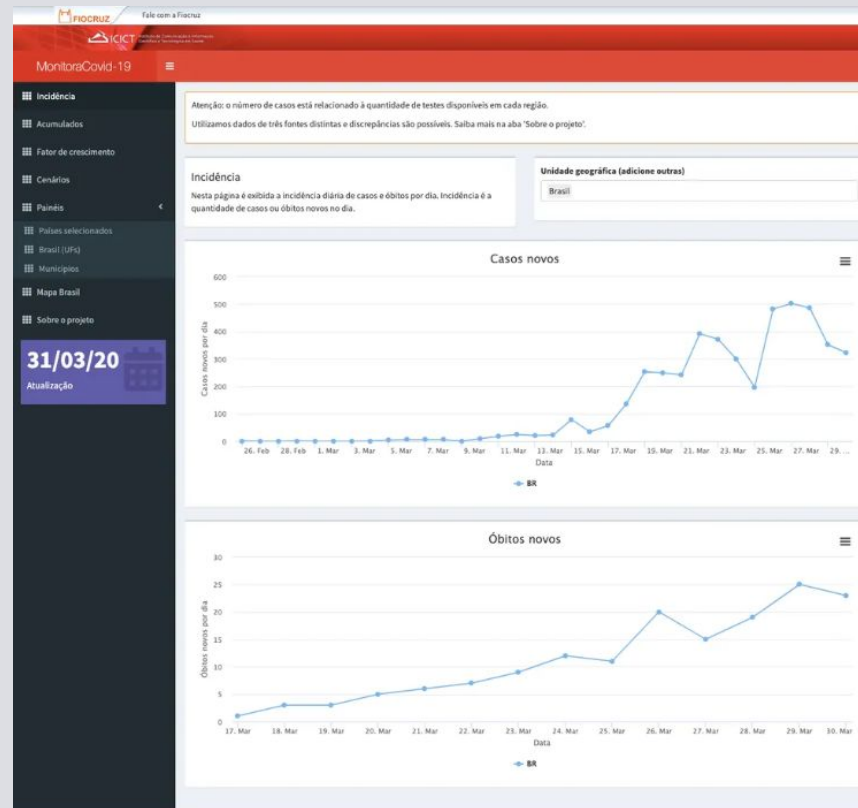 FIOCRUZ
Fale com a Fiocruz
ICICT
MonitoraCovid-19
Incidência
Acumulados
Fator de crescimento
Cenários
Painéis
Países selecionados
Brasil (UFs)
Municípios
Mapa Brasil
Sobre o projeto
31/03/20
Atualização
Atenção: o número de casos está relacionado à quantidade de testes disponíveis em cada região.
Utilizamos dados de três fontes distintas e discrepâncias são possíveis. Saiba mais na aba 'Sobre o projeto'.
Incidência
Nesta página é exibida a incidência diária de casos e óbitos por dia. Incidência é a
quantidade de casos ou óbitos novos no dia.
Unidade geográfica (adicione outras)
Brasil
Casos novos
Casos novos por dia
600
500
400
300
200
100
0
26. Feb 28. Feb 1. Mar 3. Mar 5. Mar 7. Mar 9. Mar 11. Mar 13. Mar 15. Mar 17. Mar 19. Mar 21. Mar 23. Mar 25. Mar 27. Mar 29. ...
Data
BR
Óbitos novos
Óbitos novos por dia
30
25
20
15
10
5
0
17. Mar 18. Mar 19. Mar 20. Mar 21. Mar 22. Mar 23. Mar 24. Mar 25. Mar 26. Mar 27. Mar 28. Mar 29. Mar 30. Mar
Data
BR